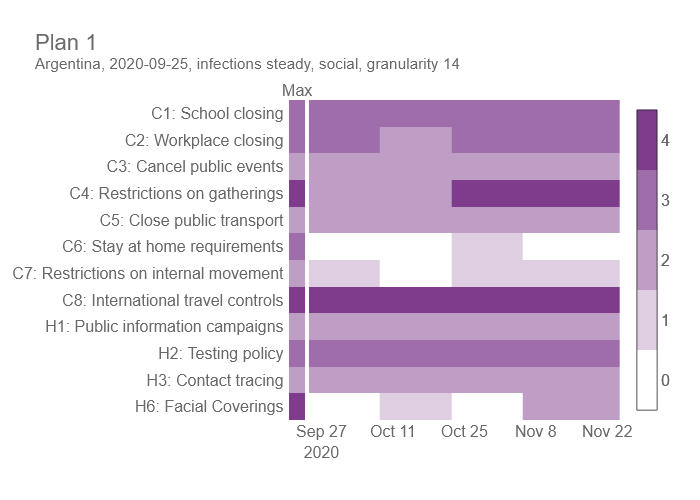 Plan 1
Argentina, 2020-09-25, infections steady, social, granularity 14
Max
C1: School closing
C2: Workplace closing
C3: Cancel public events
C4: Restrictions on gatherings
C5: Close public transport
C6: Stay at home requirements
C7: Restrictions on internal movement
C8: International travel controls
H1: Public information campaigns
H2: Testing policy
H3: Contact tracing
H6: Facial Coverings
Sep 27 Oct 11 Oct 25 Nov 8 Nov 22
2020
4
3
2
1
0